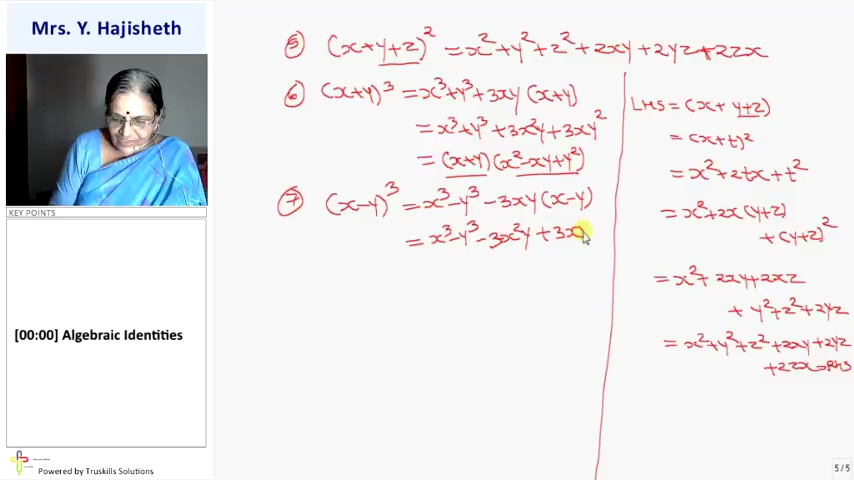 Mrs. Y. Hajisheth
⑤ (x+y+z)² = x²+y²+z²+2xy+2yz+2zx
⑥ (x+y)³ = x³+y³+3xy(x+y)
= x³+y³+3x²y+3xy²
= (x+y)(x²-xy+y²)
⑦ (x-y)³ = x³-y³-3xy(x-y)
= x³-y³-3x²y+3x
LHS = (x+y+z)
= (x+t)²
= x²+2tx+t²
= x²+2x(y+z)
+(y+z)²
= x²+2xy+2xz
+y²+z²+2yz
= x²+y²+z²+2xy+2yz
+2zx=RHS
KEY POINTS
[00:00] Algebraic Identities
Powered by Truskills Solutions
5/5